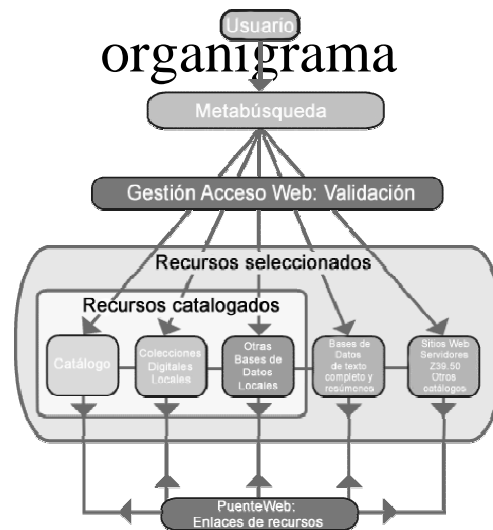 Usuario
organigrama
Metabúsqueda
Gestión Acceso Web: Validación
Recursos seleccionados
Recursos catalogados
Catálogo
Colecciones
Digitales
Locales
Otras
Bases de
Datos
Locales
Bases de
Datos
de texto
completo y
resúmenes
Sitios Web
Servidores
Z39.50
Otros
catálogos
PuenteWeb:
Enlaces de recursos